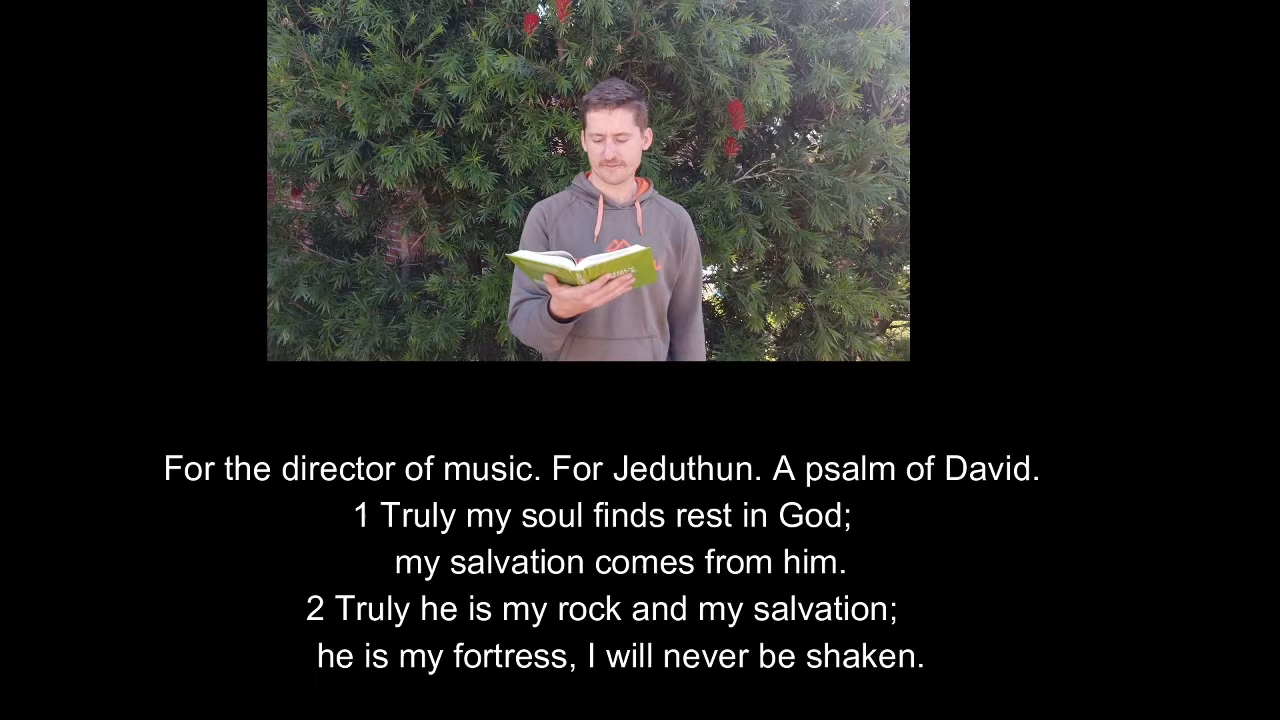 For the director of music. For Jeduthun. A psalm of David.
1 Truly my soul finds rest in God;
my salvation comes from him.
2 Truly he is my rock and my salvation;
he is my fortress, I will never be shaken.